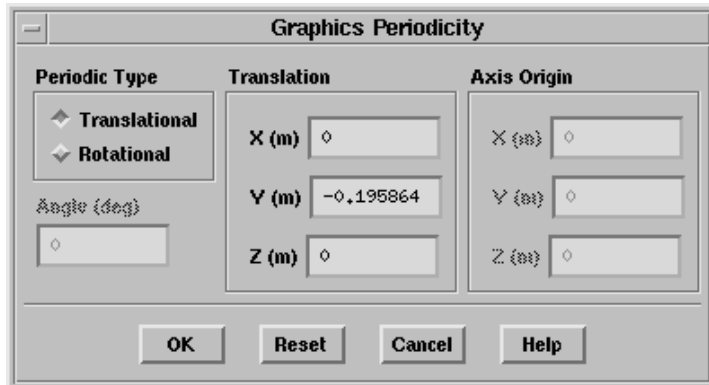 Graphics Periodicity
Periodic Type
Translational
Rotational
Angle (deg)
0
Translation
X (m) 0
Y (m) -0.195864
Z (m) 0
Axis Origin
X (m) 0
Y (m) 0
Z (m) 0
OK Reset Cancel Help